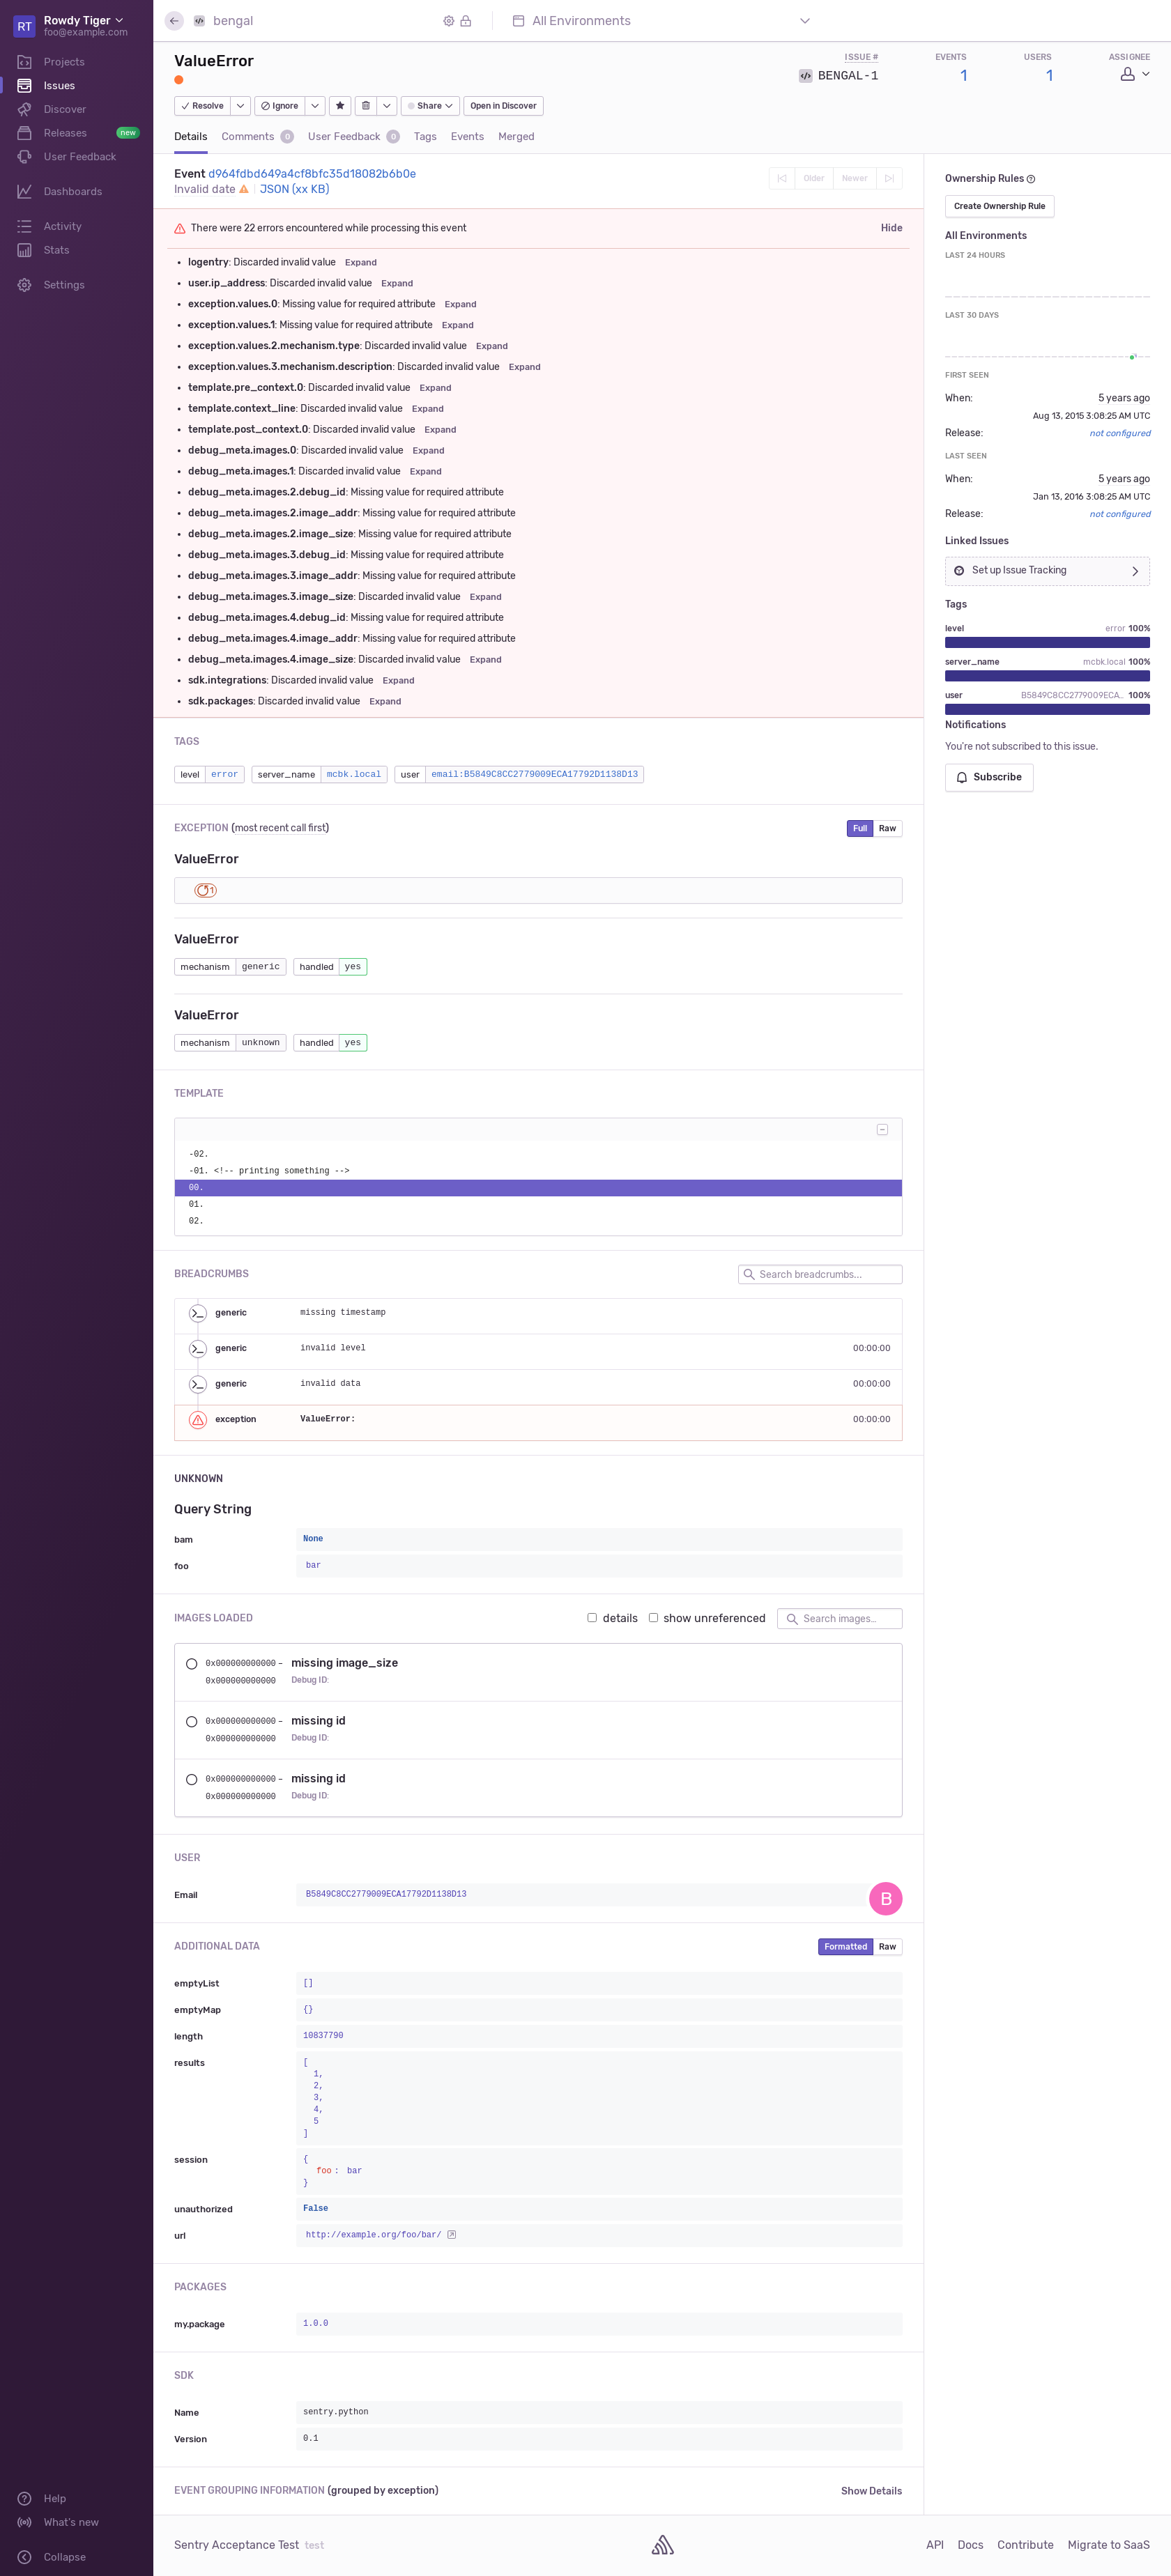 RT
Rowdy Tiger
foo@example.com
Projects
Issues
Discover
Releases new
User Feedback
Dashboards
Activity
Stats
Settings
bengal
All Environments
ValueError
ISSUE # EVENTS USERS ASSIGNEE
BENGAL-1 1 1
Resolve Ignore Share Open in Discover
Details Comments 0 User Feedback 0 Tags Events Merged
Event d964fdbd649a4cf8bfc35d18082b6b0e
Invalid date JSON (xx KB)
Older Newer
There were 22 errors encountered while processing this event Hide
logentry: Discarded invalid value Expand
user.ip_address: Discarded invalid value Expand
exception.values.0: Missing value for required attribute Expand
exception.values.1: Missing value for required attribute Expand
exception.values.2.mechanism.type: Discarded invalid value Expand
exception.values.3.mechanism.description: Discarded invalid value Expand
template.pre_context.0: Discarded invalid value Expand
template.context_line: Discarded invalid value Expand
template.post_context.0: Discarded invalid value Expand
debug_meta.images.0: Discarded invalid value Expand
debug_meta.images.1: Discarded invalid value Expand
debug_meta.images.2.debug_id: Missing value for required attribute
debug_meta.images.2.image_addr: Missing value for required attribute
debug_meta.images.2.image_size: Missing value for required attribute
debug_meta.images.3.debug_id: Missing value for required attribute
debug_meta.images.3.image_addr: Missing value for required attribute
debug_meta.images.3.image_size: Discarded invalid value Expand
debug_meta.images.4.debug_id: Missing value for required attribute
debug_meta.images.4.image_addr: Missing value for required attribute
debug_meta.images.4.image_size: Discarded invalid value Expand
sdk.integrations: Discarded invalid value Expand
sdk.packages: Discarded invalid value Expand
TAGS
level error server_name mcbk.local user email:B5849C8CC2779009ECA17792D1138D13
EXCEPTION (most recent call first) Full Raw
ValueError
1
ValueError
mechanism generic handled yes
ValueError
mechanism unknown handled yes
TEMPLATE
-02.
-01. <!-- printing something -->
00.
01.
02.
BREADCRUMBS Search breadcrumbs...
generic missing timestamp
generic invalid level 00:00:00
generic invalid data 00:00:00
exception ValueError: 00:00:00
UNKNOWN
Query String
bam None
foo bar
IMAGES LOADED details show unreferenced Search images...
0x000000000000 – missing image_size
0x000000000000 Debug ID:
0x000000000000 – missing id
0x000000000000 Debug ID:
0x000000000000 – missing id
0x000000000000 Debug ID:
USER
Email B5849C8CC2779009ECA17792D1138D13 B
ADDITIONAL DATA Formatted Raw
emptyList []
emptyMap {}
length 10837790
results [
1,
2,
3,
4,
5
]
session {
foo : bar
}
unauthorized False
url http://example.org/foo/bar/
PACKAGES
my.package 1.0.0
SDK
Name sentry.python
Version 0.1
EVENT GROUPING INFORMATION (grouped by exception) Show Details
Ownership Rules
Create Ownership Rule
All Environments
LAST 24 HOURS
LAST 30 DAYS
FIRST SEEN
When: 5 years ago
Aug 13, 2015 3:08:25 AM UTC
Release: not configured
LAST SEEN
When: 5 years ago
Jan 13, 2016 3:08:25 AM UTC
Release: not configured
Linked Issues
Set up Issue Tracking
Tags
level error 100%
server_name mcbk.local 100%
user B5849C8CC2779009ECA... 100%
Notifications
You're not subscribed to this issue.
Subscribe
Help
What's new
Collapse
Sentry Acceptance Test test
API Docs Contribute Migrate to SaaS